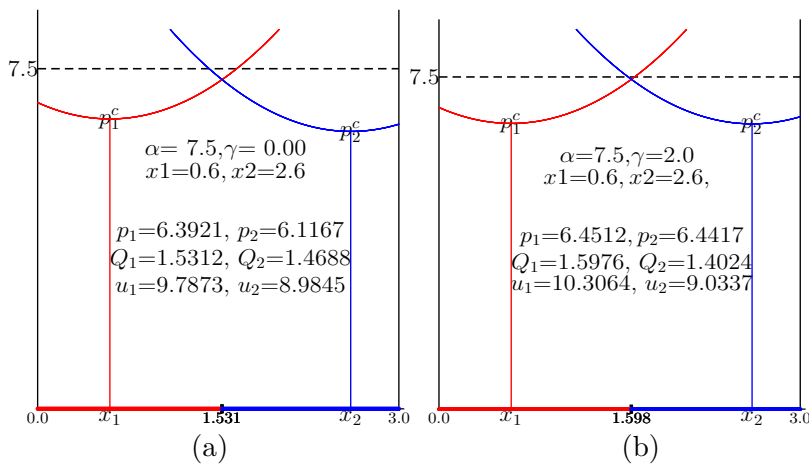 7.5
p₁ᶜ
p₂ᶜ
α= 7.5,γ= 0.00
x1=0.6, x2=2.6
p₁=6.3921, p₂=6.1167
Q₁=1.5312, Q₂=1.4688
u₁=9.7873, u₂=8.9845
0.0 x₁ 1.531 x₂ 3.0
(a)
7.5
p₁ᶜ
p₂ᶜ
α=7.5,γ=2.0
x1=0.6, x2=2.6,
p₁=6.4512, p₂=6.4417
Q₁=1.5976, Q₂=1.4024
u₁=10.3064, u₂=9.0337
0.0 x₁ 1.598 x₂ 3.0
(b)